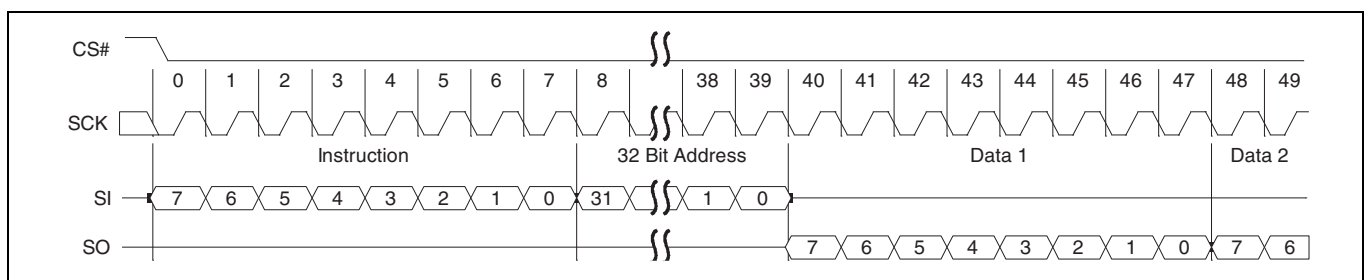 CS#
0 1 2 3 4 5 6 7 8 38 39 40 41 42 43 44 45 46 47 48 49
SCK
Instruction 32 Bit Address Data 1 Data 2
SI 7 6 5 4 3 2 1 0 31 1 0
SO 7 6 5 4 3 2 1 0 7 6